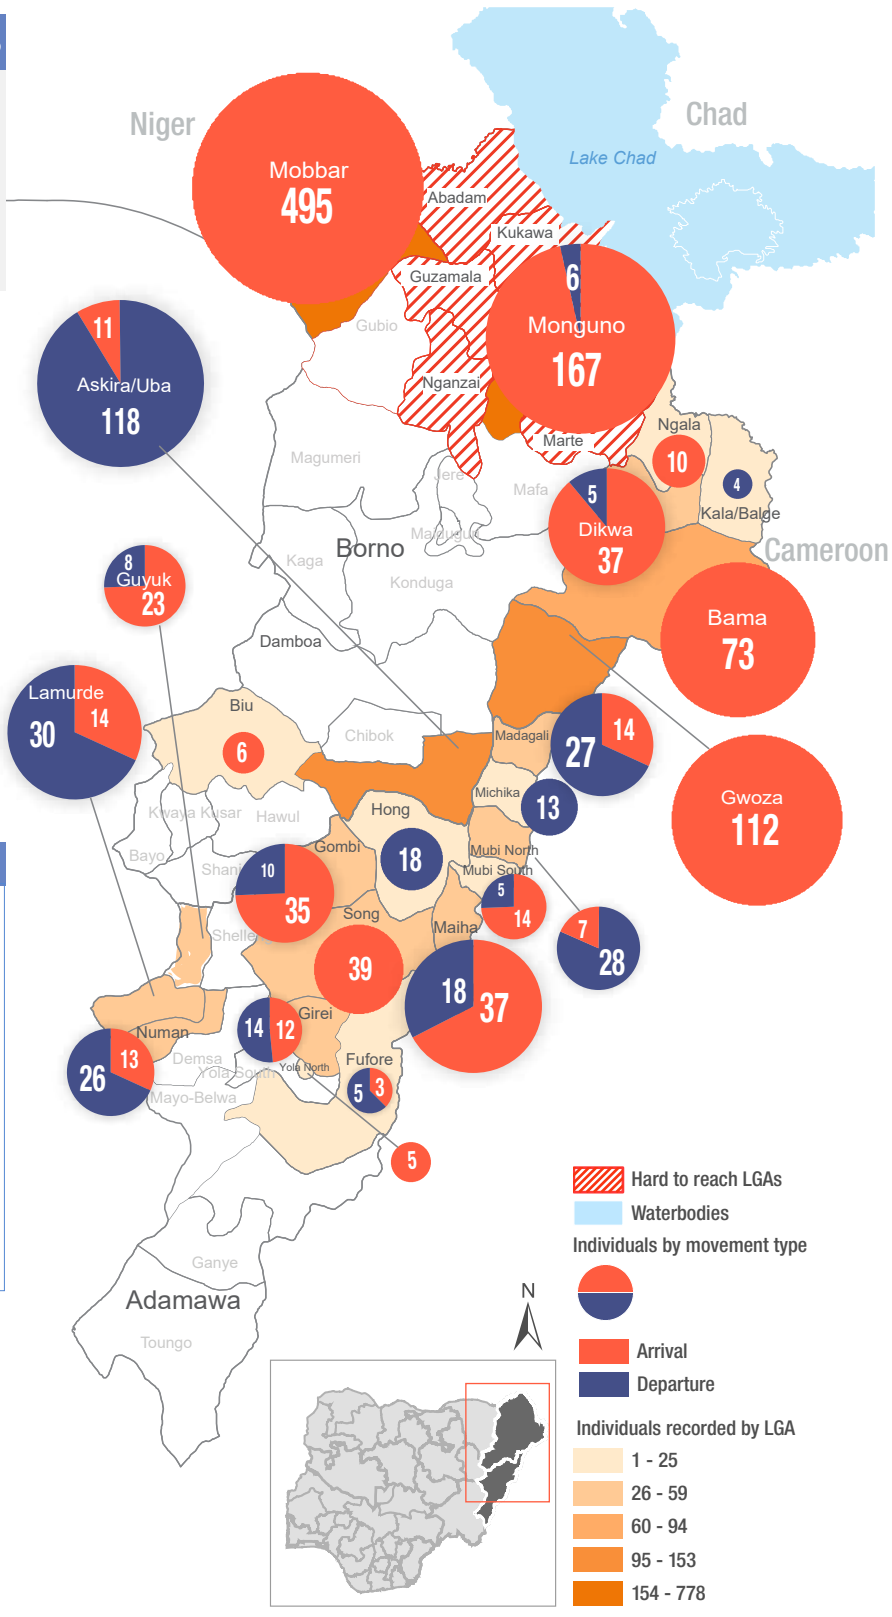 Niger
Chad
Lake Chad
Mobbar
495
Abadam
Kukawa
Guzamala
6
Monguno
167
Gubio
11
Askira/Uba
118
Nganzai
Marte
Ngala
10
Magumeri
Jere
Mafa
4
Kala/Balge
5
Dikwa
37
Maiduguri
Borno
Cameroon
Kaga
Konduga
8
Guyuk
23
Bama
73
Damboa
Lamurde
14
30
Biu
6
Chibok
Madagali
14
27
Michika
13
Gwoza
112
Kwaya Kusar
Hawul
Hong
Gombi
18
Mubi North
Bayo
Shani
10
35
Mubi South
5
14
Song
Maiha
Shelle
7
28
39
18
37
Numan
14
12
Girei
Demsa
Yola South
Yola North
Fufore
13
26
5
3
Mayo-Belwa
5
Hard to reach LGAs
Waterbodies
Individuals by movement type
Ganye
Adamawa
Toungo
N
Arrival
Departure
Individuals recorded by LGA
1 - 25
26 - 59
60 - 94
95 - 153
154 - 778